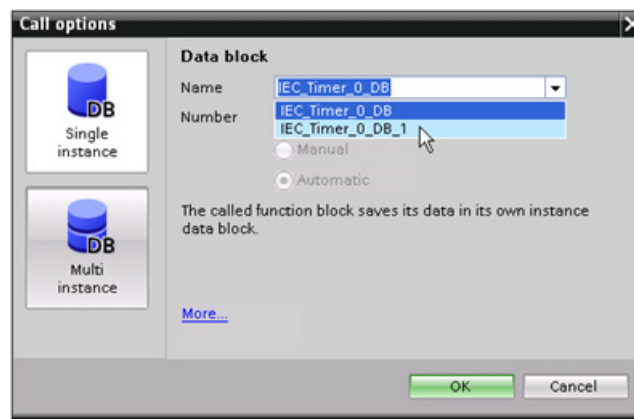 Call options
Data block
Name
IEC_Timer_0_DB
IEC_Timer_0_DB
IEC_Timer_0_DB_1
Number
Manual
Automatic
The called function block saves its data in its own instance
data block.
More...
DB
Single
instance
DB
Multi
instance
OK
Cancel